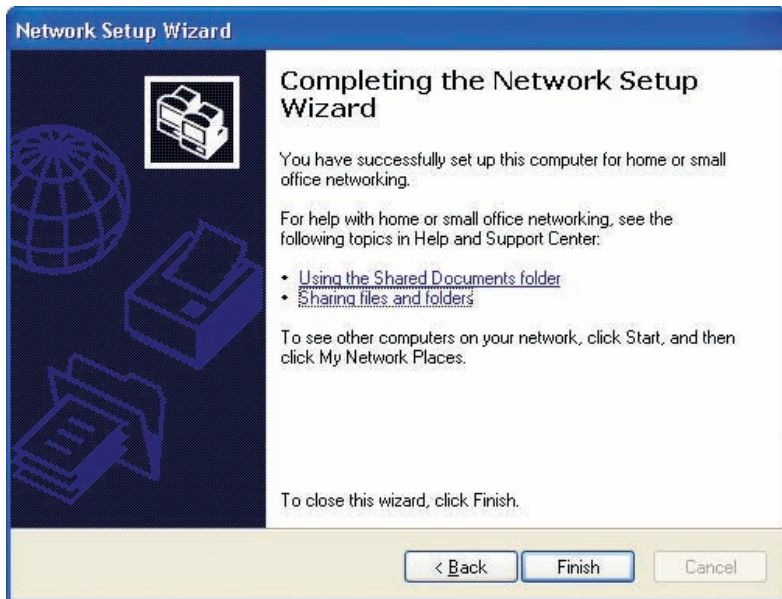 Network Setup Wizard
Completing the Network Setup
Wizard
You have successfully set up this computer for home or small
office networking.
For help with home or small office networking, see the
following topics in Help and Support Center:
• Using the Shared Documents folder
• Sharing files and folders
To see other computers on your network, click Start, and then
click My Network Places.
To close this wizard, click Finish.
< Back Finish Cancel